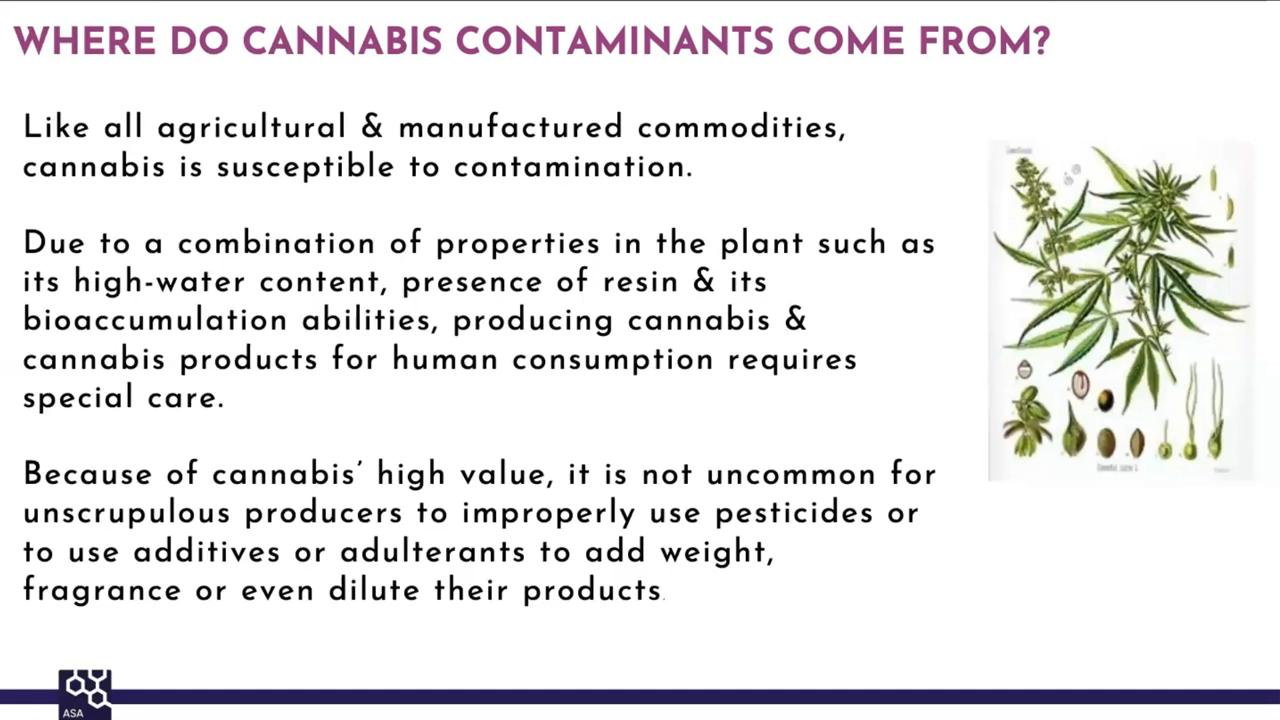 WHERE DO CANNABIS CONTAMINANTS COME FROM?
Like all agricultural & manufactured commodities,
cannabis is susceptible to contamination.
Due to a combination of properties in the plant such as
its high-water content, presence of resin & its
bioaccumulation abilities, producing cannabis &
cannabis products for human consumption requires
special care.
Because of cannabis’ high value, it is not uncommon for
unscrupulous producers to improperly use pesticides or
to use additives or adulterants to add weight,
fragrance or even dilute their products.
ASA